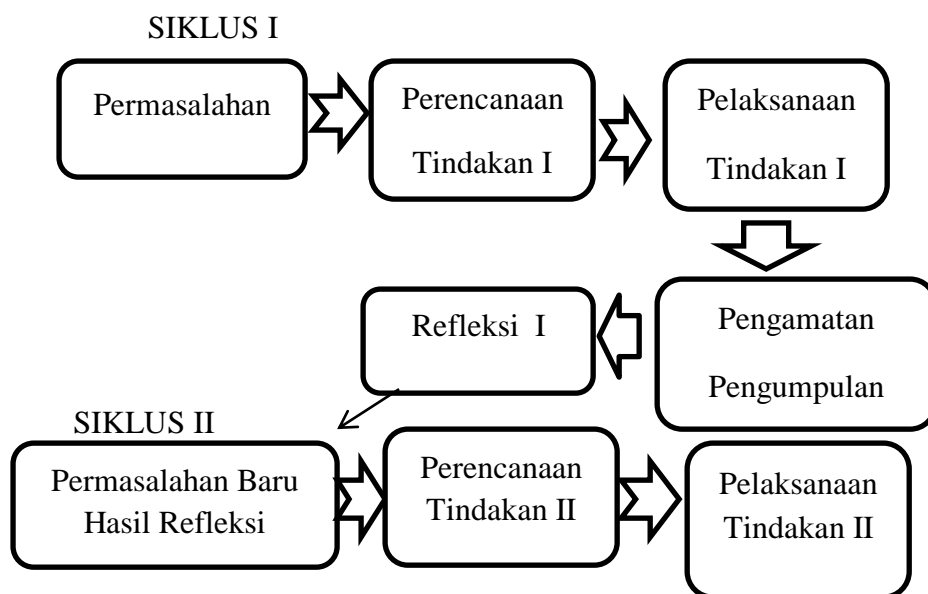 SIKLUS I
Permasalahan
Perencanaan
Tindakan I
Pelaksanaan
Tindakan I
Pengamatan
Pengumpulan
Refleksi I
SIKLUS II
Permasalahan Baru
Hasil Refleksi
Perencanaan
Tindakan II
Pelaksanaan
Tindakan II